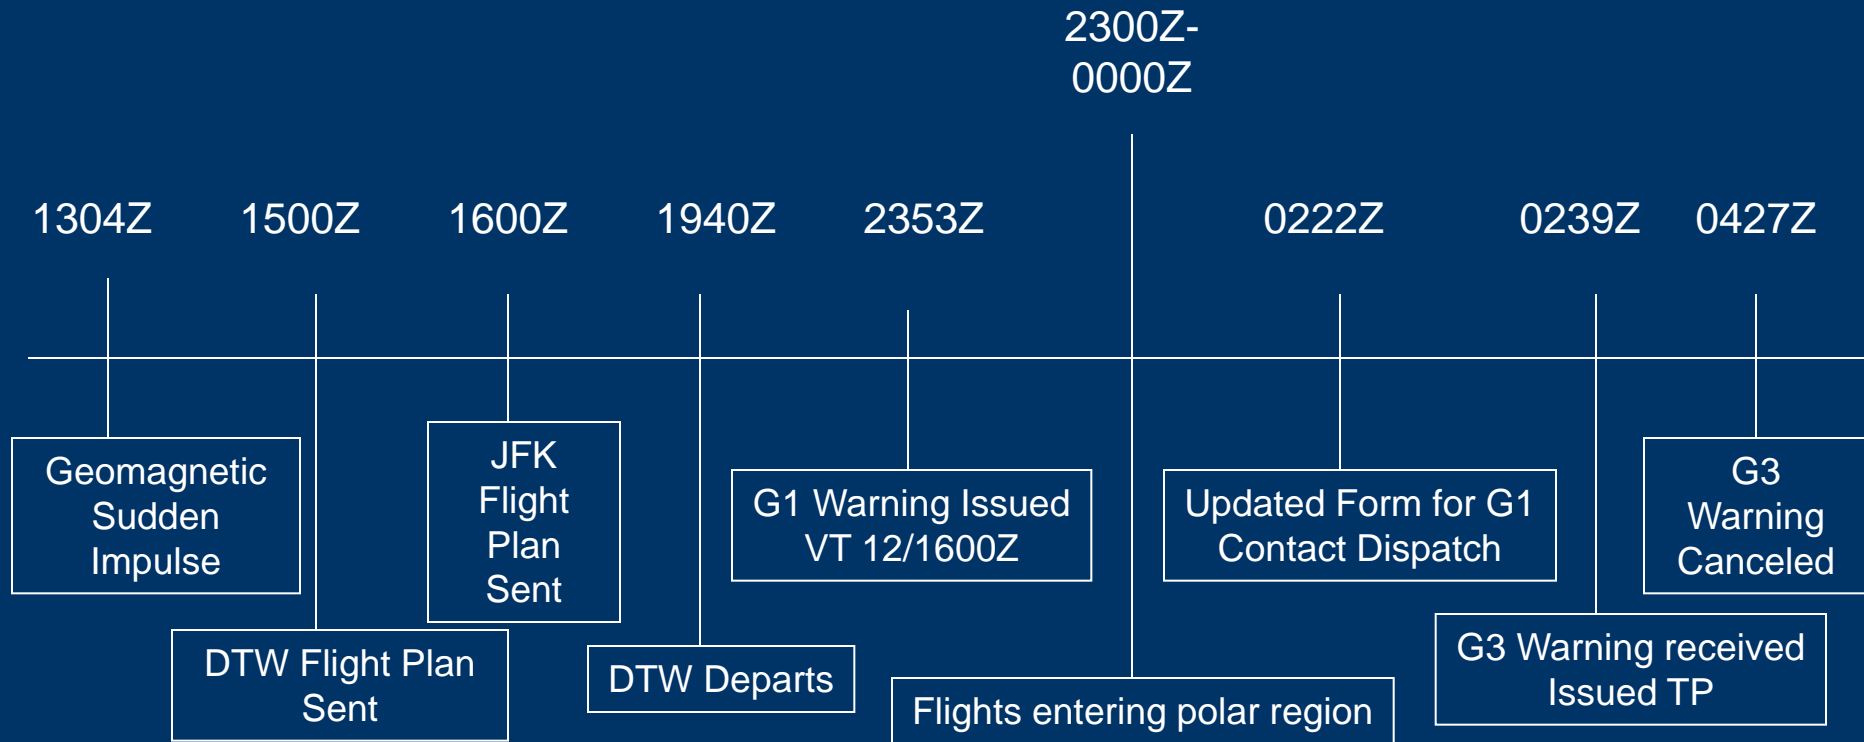 2300Z-
0000Z
1304Z
1500Z
1600Z
1940Z
2353Z
0222Z
0239Z
0427Z
Geomagnetic
Sudden
Impulse
DTW Flight Plan
Sent
JFK
Flight
Plan
Sent
DTW Departs
G1 Warning Issued
VT 12/1600Z
Flights entering polar region
Updated Form for G1
Contact Dispatch
G3 Warning received
Issued TP
G3
Warning
Canceled